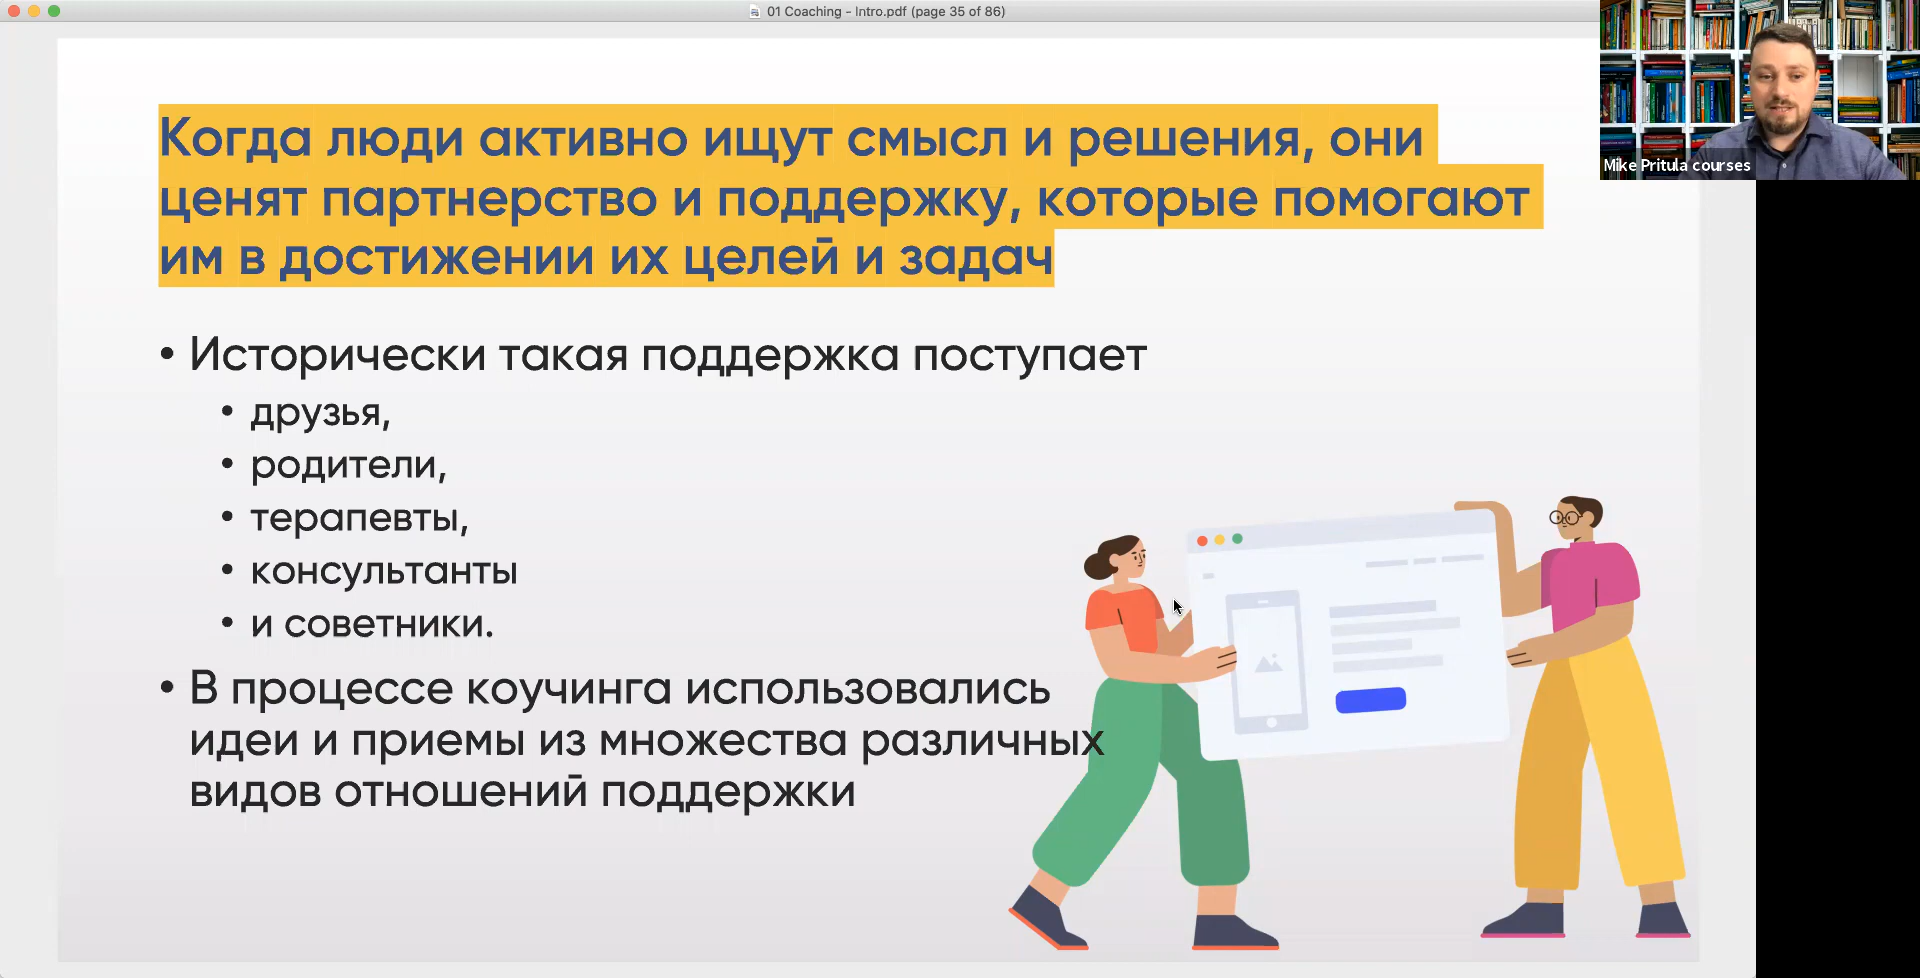 01 Coaching - Intro.pdf (page 35 of 86)
Mike Pritula courses
Когда люди активно ищут смысл и решения, они
ценят партнерство и поддержку, которые помогают
им в достижении их целей и задач
• Исторически такая поддержка поступает
• друзья,
• родители,
• терапевты,
• консультанты
• и советники.
• В процессе коучинга использовались
идеи и приемы из множества различных
видов отношений поддержки